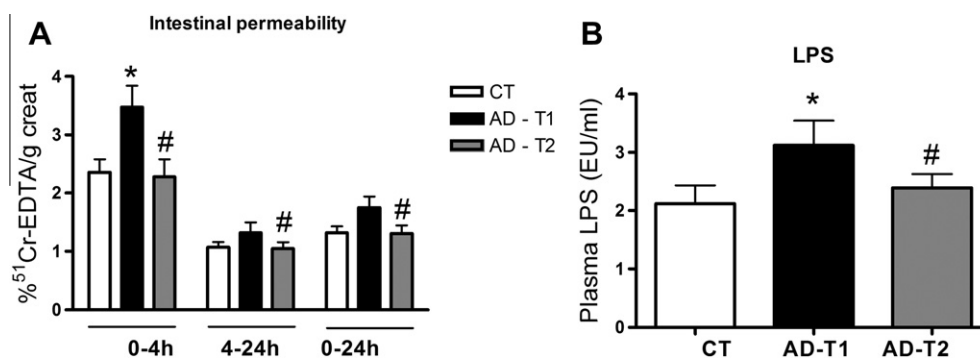 A
Intestinal permeability
%⁵¹Cr-EDTA/g creat
4
3
2
1
0
*
#
#
#
0-4h
4-24h
0-24h
CT
AD - T1
AD - T2
B
LPS
Plasma LPS (EU/ml)
4
3
2
1
0
*
#
CT
AD-T1
AD-T2